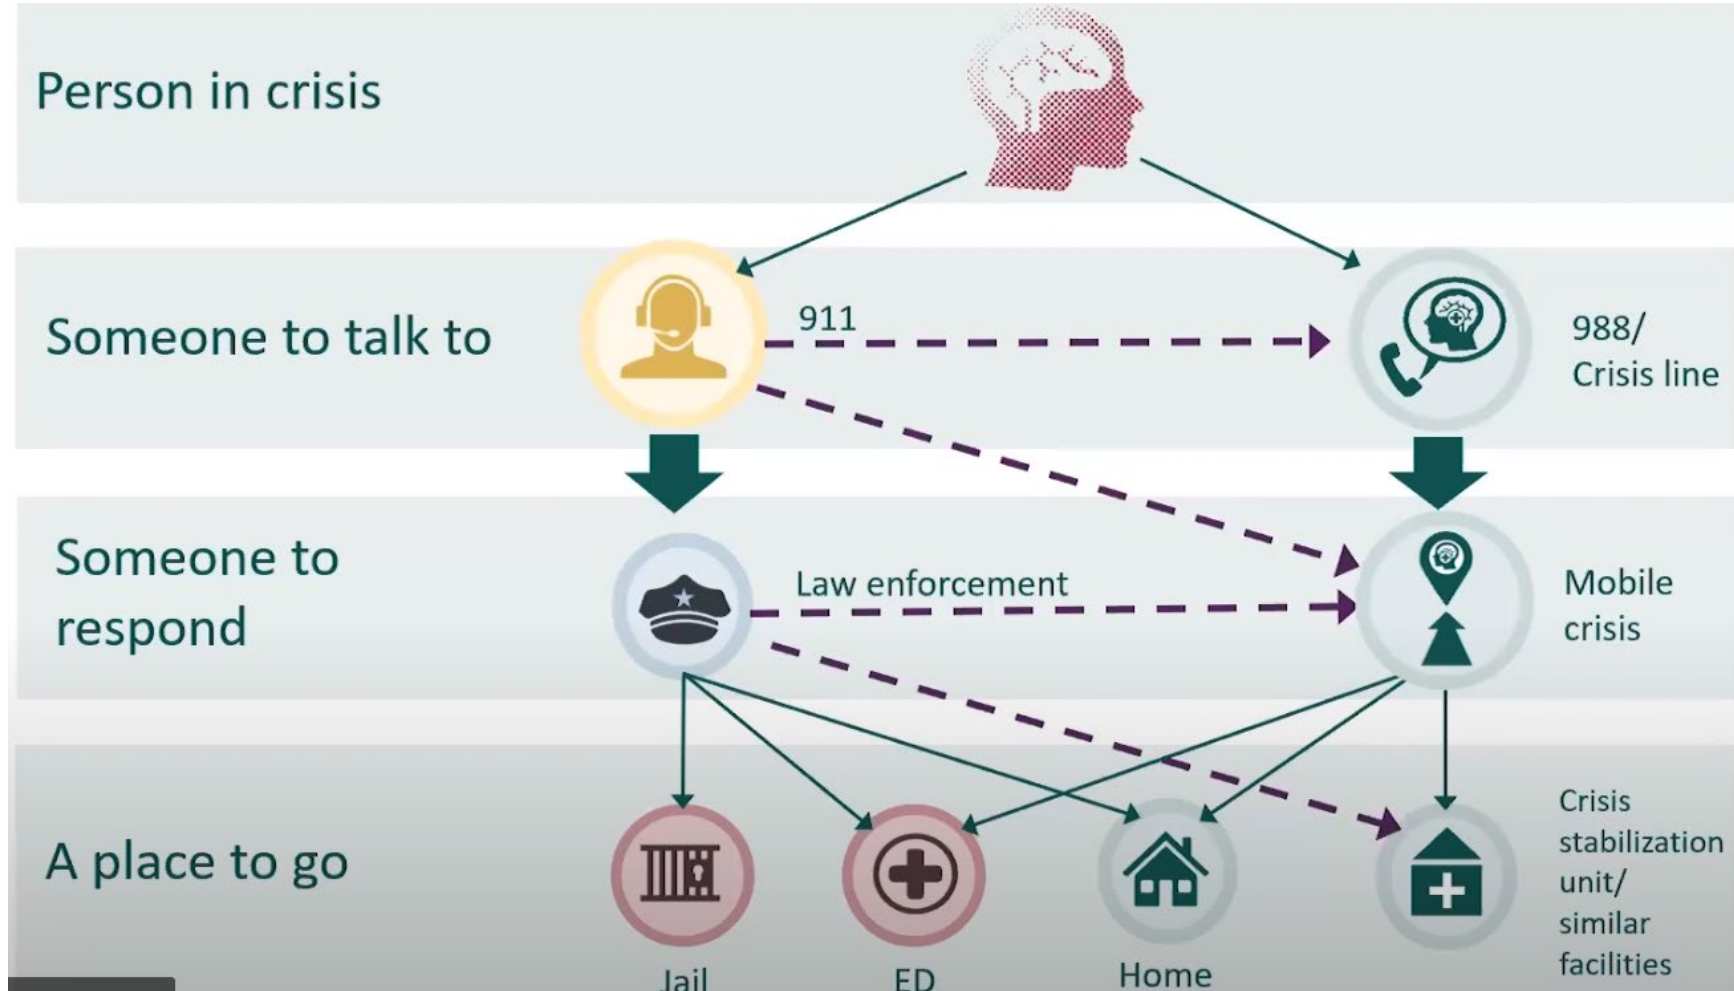 Person in crisis
Someone to talk to
911
988/
Crisis line
Someone to
respond
Law enforcement
Mobile
crisis
A place to go
Jail
ED
Home
Crisis
stabilization
unit/
similar
facilities